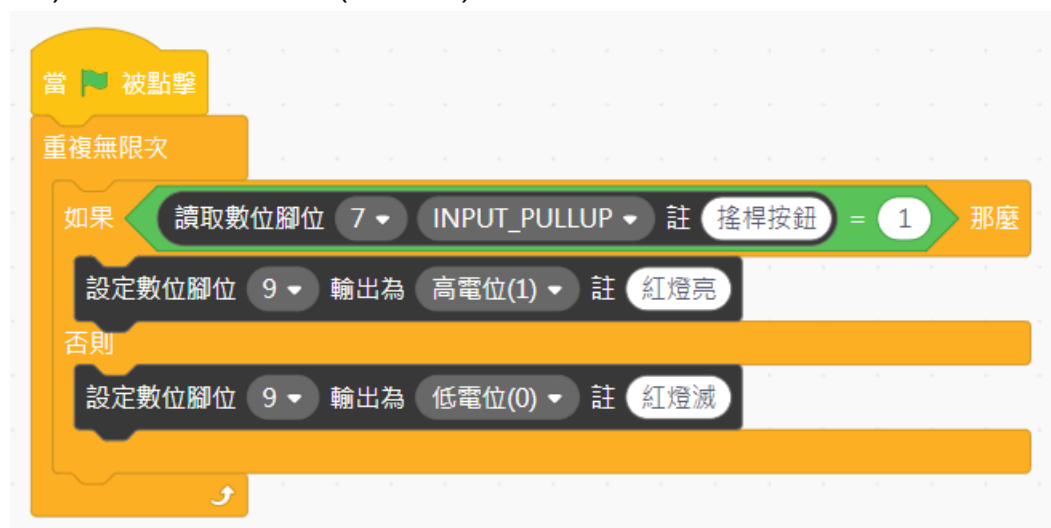 當 被點擊
重複無限次
如果 讀取數位腳位 7 INPUT_PULLUP 註 搖桿按鈕 = 1 那麼
設定數位腳位 9 輸出為 高電位(1) 註 紅燈亮
否則
設定數位腳位 9 輸出為 低電位(0) 註 紅燈滅